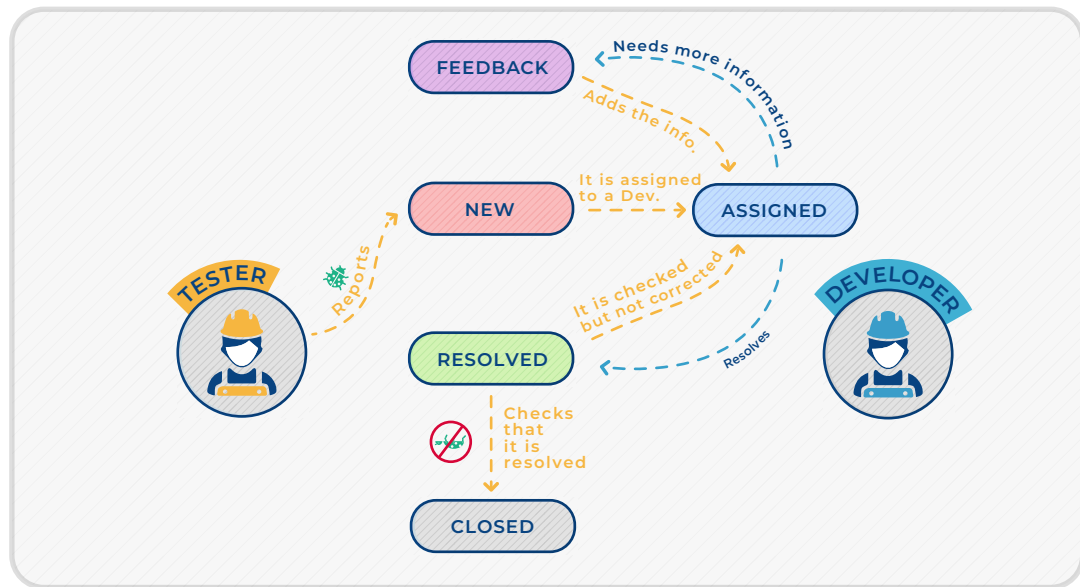 FEEDBACK
Needs more information
Adds the info.
NEW
It is assigned
to a Dev.
ASSIGNED
TESTER
Reports
It is checked
but not corrected
DEVELOPER
RESOLVED
Resolves
Checks
that
it is
resolved
CLOSED